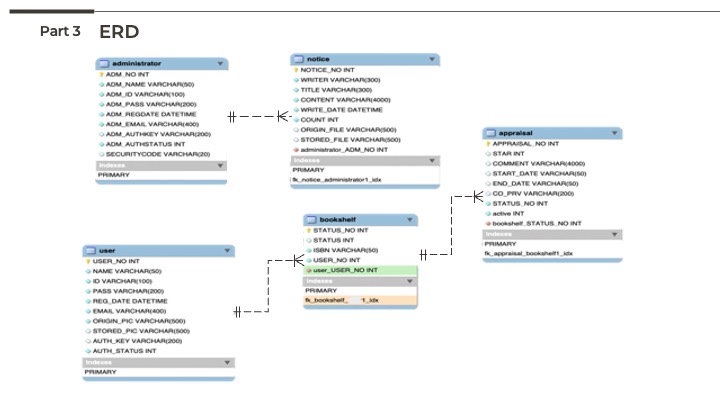 Part 3 ERD
administrator
ADM_NO INT
ADM_NAME VARCHAR(50)
ADM_ID VARCHAR(100)
ADM_PASS VARCHAR(200)
ADM_REGDATE DATETIME
ADM_EMAIL VARCHAR(400)
ADM_AUTHKEY VARCHAR(200)
ADM_AUTHSTATUS INT
SECURITYCODE VARCHAR(20)
Indexes
PRIMARY
notice
NOTICE_NO INT
WRITER VARCHAR(300)
TITLE VARCHAR(300)
CONTENT VARCHAR(4000)
WRITE_DATE DATETIME
COUNT INT
ORIGIN_FILE VARCHAR(500)
STORED_FILE VARCHAR(500)
administrator_ADM_NO INT
Indexes
PRIMARY
fk_notice_administrator1_idx
appraisal
APPRAISAL_NO INT
STAR INT
COMMENT VARCHAR(4000)
START_DATE VARCHAR(50)
END_DATE VARCHAR(50)
CO_PRV VARCHAR(200)
STATUS_NO INT
active INT
bookshelf_STATUS_NO INT
Indexes
PRIMARY
fk_appraisal_bookshelf1_idx
bookshelf
STATUS_NO INT
STATUS INT
ISBN VARCHAR(50)
USER_NO INT
user_USER_NO INT
Indexes
PRIMARY
fk_bookshelf_ 1_idx
user
USER_NO INT
NAME VARCHAR(50)
ID VARCHAR(100)
PASS VARCHAR(200)
REG_DATE DATETIME
EMAIL VARCHAR(400)
ORIGIN_PIC VARCHAR(500)
STORED_PIC VARCHAR(500)
AUTH_KEY VARCHAR(200)
AUTH_STATUS INT
Indexes
PRIMARY